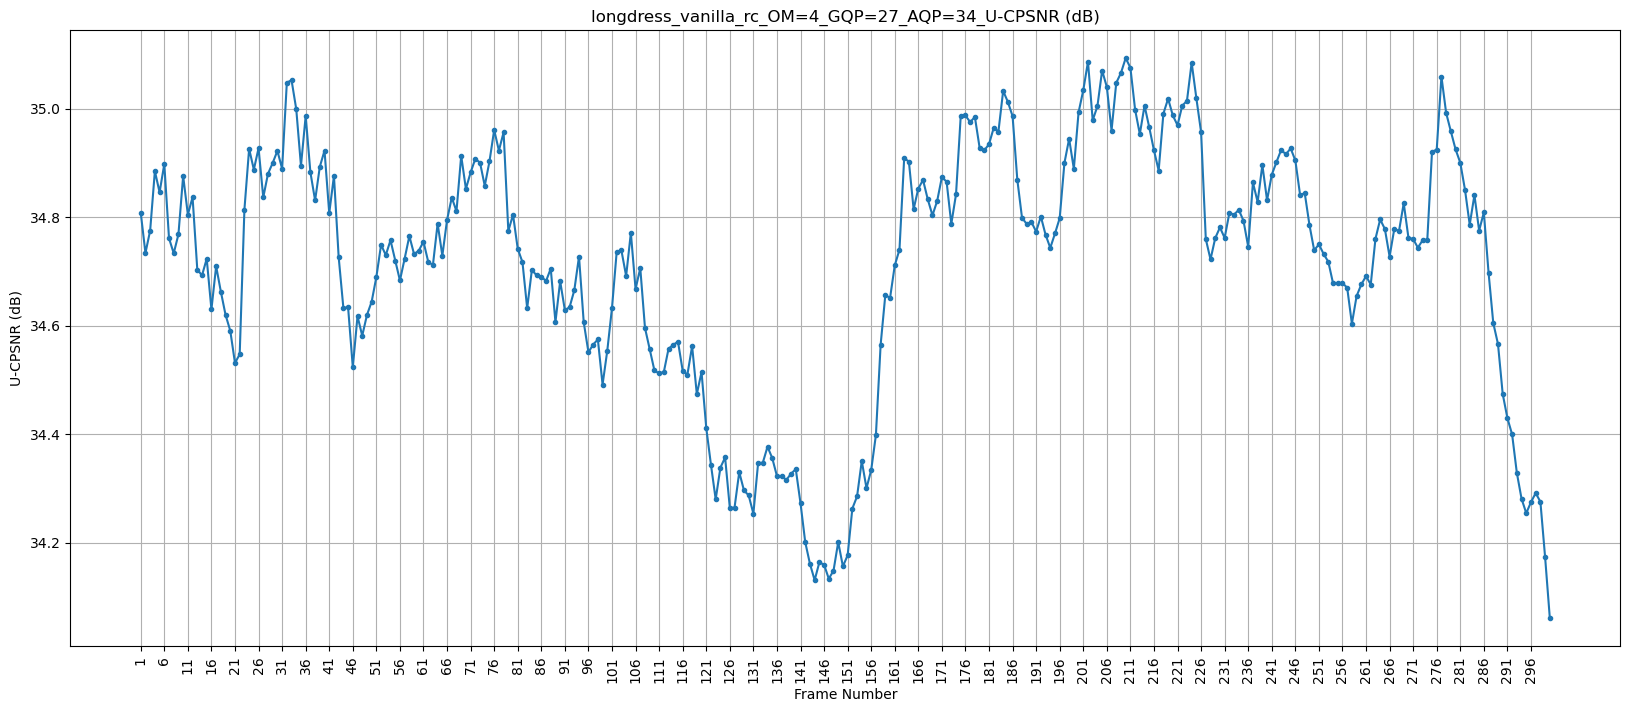 longdress_vanilla_rc_OM=4_GQP=27_AQP=34_U-CPSNR (dB)
U-CPSNR (dB)
35.0
34.8
34.6
34.4
34.2
1 6 11 16 21 26 31 36 41 46 51 56 61 66 71 76 81 86 91 96 101 106 111 116 121 126 131 136 141 146 151 156 161 166 171 176 181 186 191 196 201 206 211 216 221 226 231 236 241 246 251 256 261 266 271 276 281 286 291 296
Frame Number